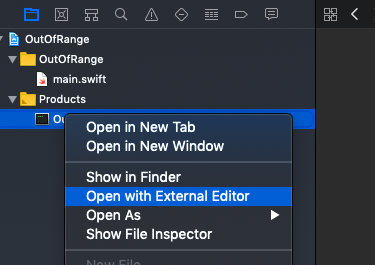 OutOfRange
OutOfRange
main.swift
Products
Open in New Tab
Open in New Window
Show in Finder
Open with External Editor
Open As
Show File Inspector
New File